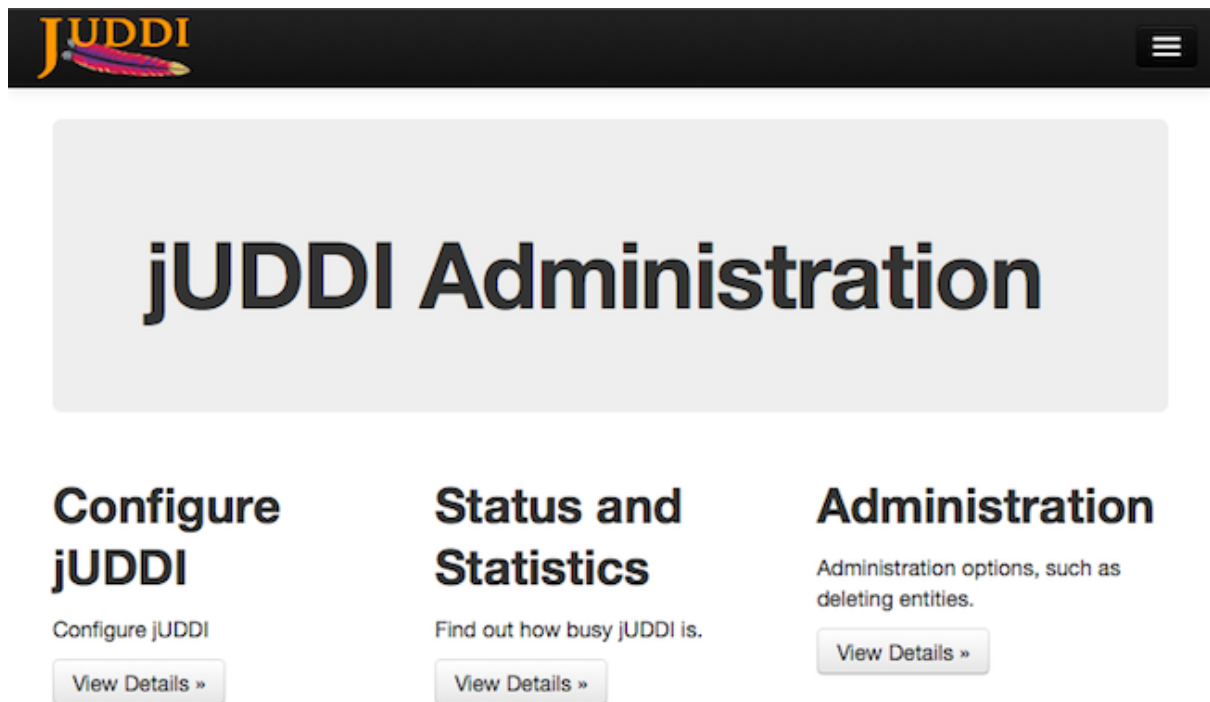 JUDDI
jUDDI Administration
Configure
jUDDI
Configure jUDDI
View Details »
Status and
Statistics
Find out how busy jUDDI is.
View Details »
Administration
Administration options, such as
deleting entities.
View Details »